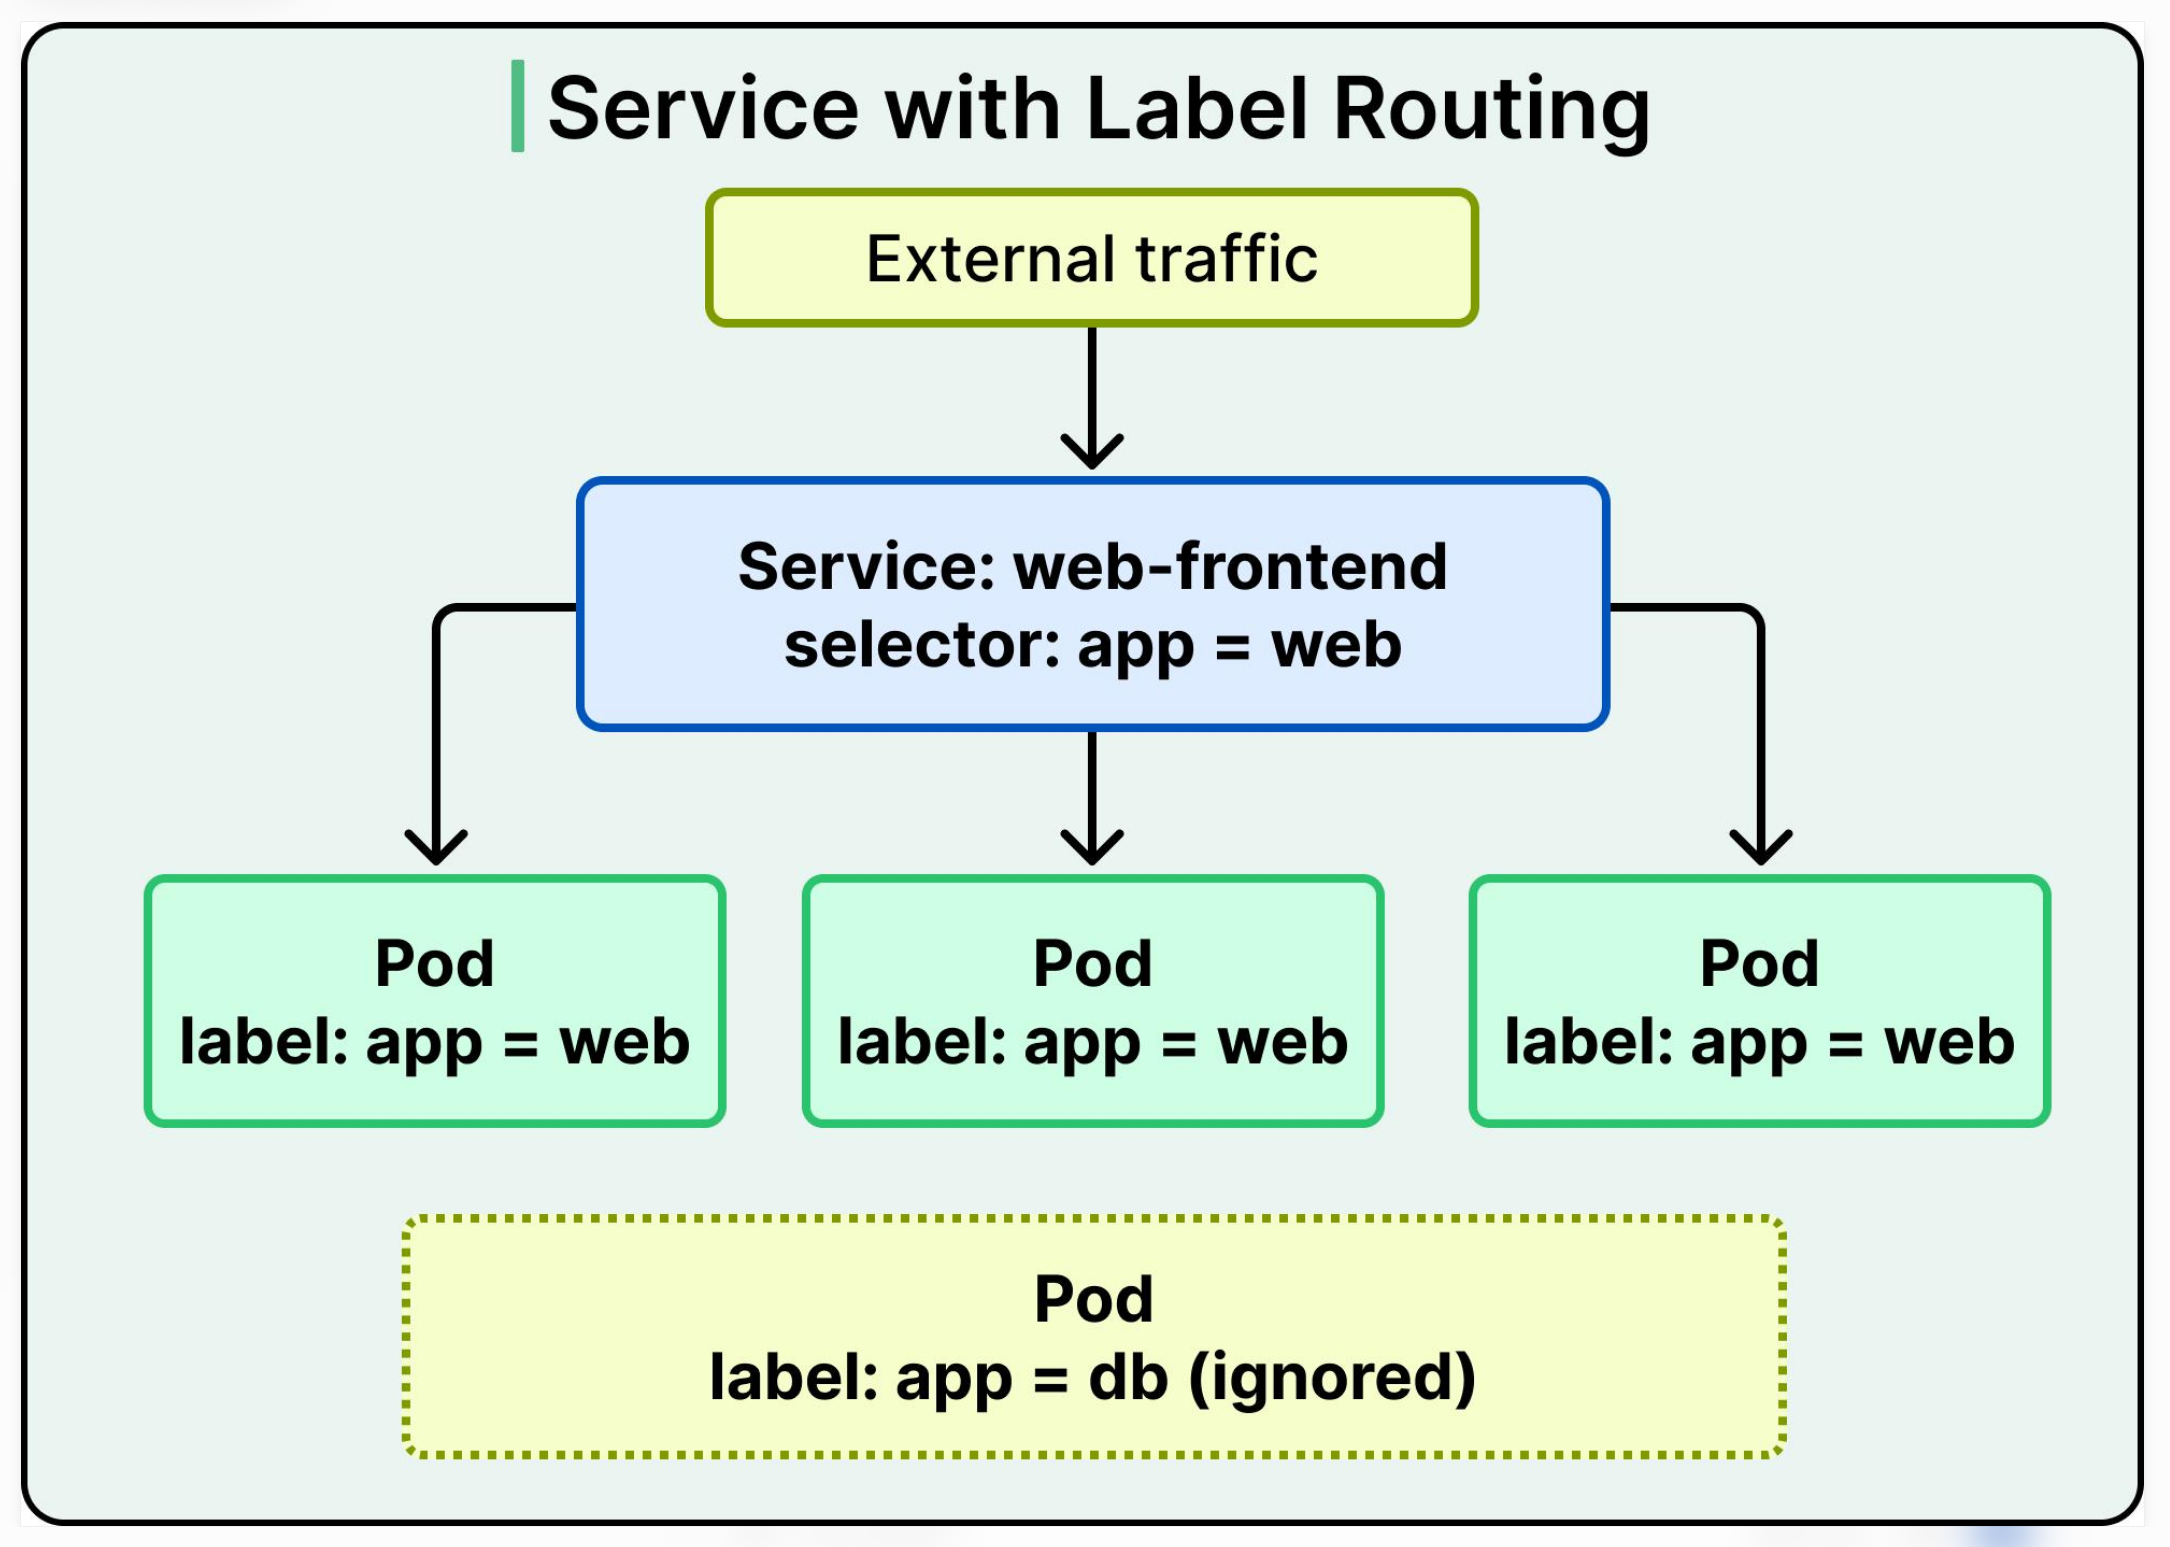 Service with Label Routing
External traffic
Service: web-frontend
selector: app = web
Pod
label: app = web
Pod
label: app = web
Pod
label: app = web
Pod
label: app = db (ignored)